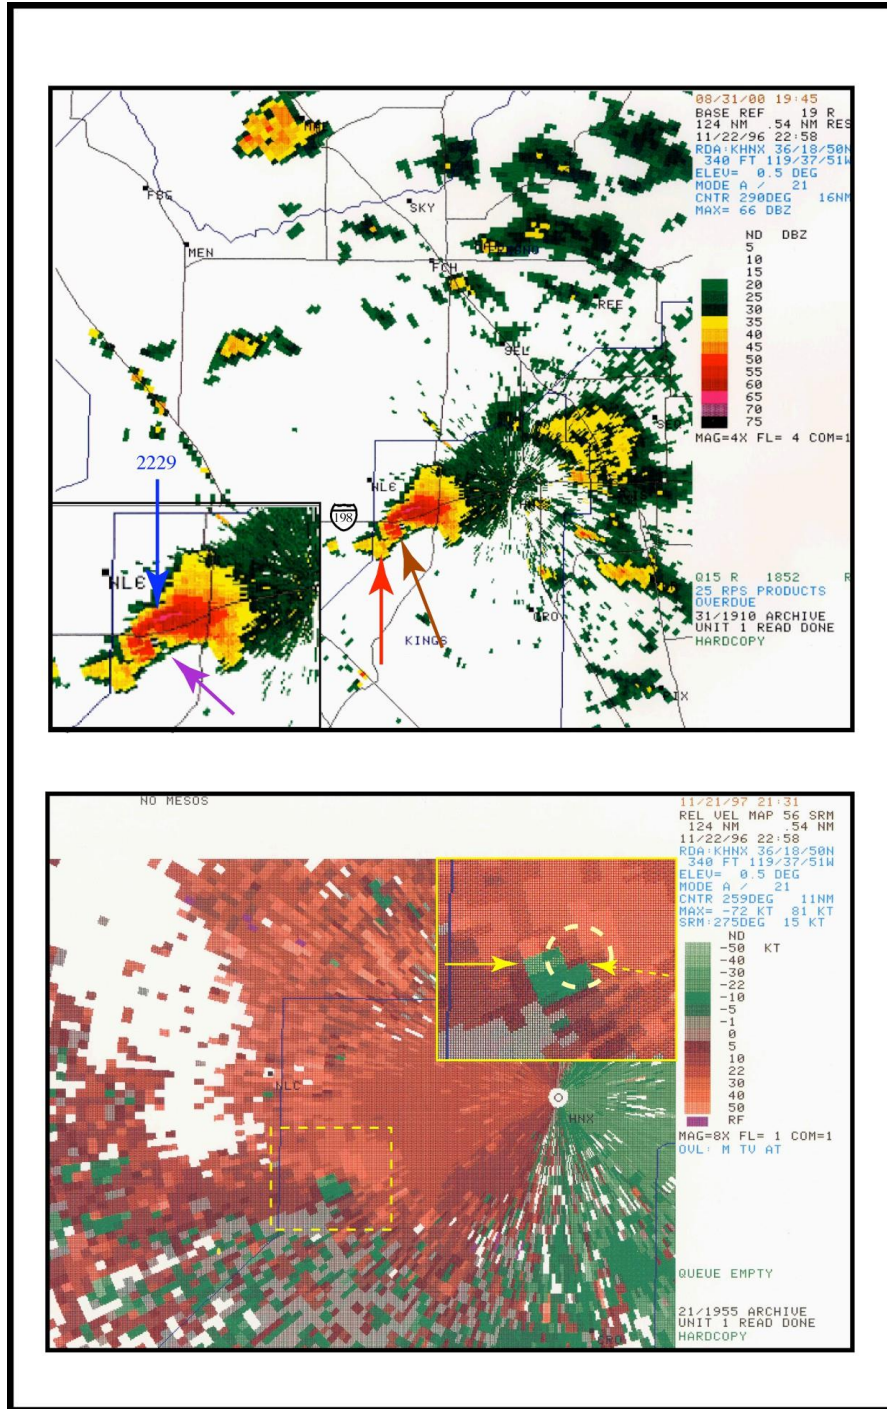 08/31/00 19:45
BASE REF 19 R
124 NM .54 NM RES
11/22/96 22:58
RDA:KHNX 36/18/50N
340 FT 119/37/51W
ELEV= 0.5 DEG
MODE A / 21
CNTR 290DEG 16NM
MAX= 66 DBZ
ND DBZ
5
10
15
20
25
30
35
40
45
50
55
60
65
70
75
MAG=4X FL= 4 COM=1
Q15 R 1852 R
25 RPS PRODUCTS
OVERDUE
31/1910 ARCHIVE
UNIT 1 READ DONE
HARDCOPY
SKY
MEN
FCH
REE
SEL
2229
NLC
198
NLC
KINGS
NO MESOS
11/21/97 21:31
REL VEL MAP 56 SRM
124 NM .54 NM
11/22/96 22:58
RDA:KHNX 36/18/50N
340 FT 119/37/51W
ELEV= 0.5 DEG
MODE A / 21
CNTR 259DEG 11NM
MAX= -72 KT 81 KT
SRM:275DEG 15 KT
ND
-50 KT
-40
-30
-22
-10
-5
-1
0
5
10
22
30
40
50
RF
MAG=8X FL= 1 COM=1
OVL: M TV AT
NLC
HNX
QUEUE EMPTY
21/1955 ARCHIVE
UNIT 1 READ DONE
HARDCOPY